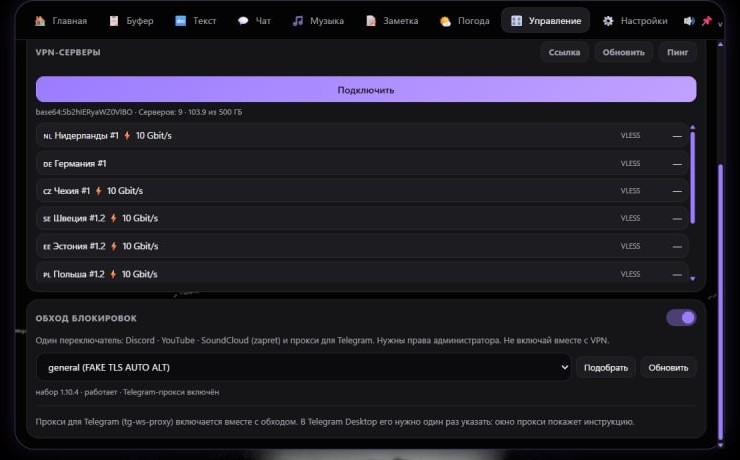 Главная Буфер Текст Чат Музыка Заметка Погода Управление Настройки
VPN-СЕРВЕРЫ Ссылка Обновить Пинг
Подключить
Серверов: 9 · 103.9 из 500 ГБ
NL Нидерланды #1 10 Gbit/s VLESS —
DE Германия #1 VLESS —
CZ Чехия #1 10 Gbit/s VLESS —
SE Швеция #1.2 10 Gbit/s VLESS —
EE Эстония #1.2 10 Gbit/s VLESS —
PL Польша #1.2 10 Gbit/s VLESS —
ОБХОД БЛОКИРОВОК
Один переключатель: Discord · YouTube · SoundCloud (zapret) и прокси для Telegram. Нужны права администратора. Не включай вместе с VPN.
general (FAKE TLS AUTO ALT) Подобрать Обновить
набор 1.10.4 · работает · Telegram-прокси включён
Прокси для Telegram (tg-ws-proxy) включается вместе с обходом. В Telegram Desktop его нужно один раз указать: окно прокси покажет инструкцию.